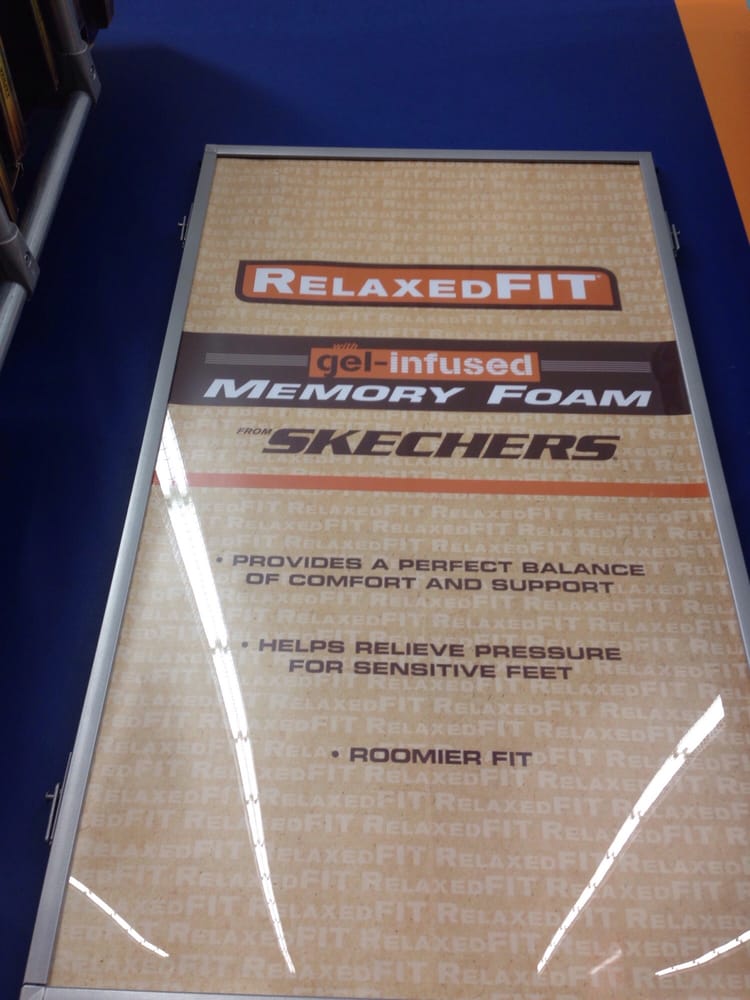 RELAXEDFIT
with
gel-infused
MEMORY FOAM
FROM SKECHERS
• PROVIDES A PERFECT BALANCE
OF COMFORT AND SUPPORT
• HELPS RELIEVE PRESSURE
FOR SENSITIVE FEET
• ROOMIER FIT